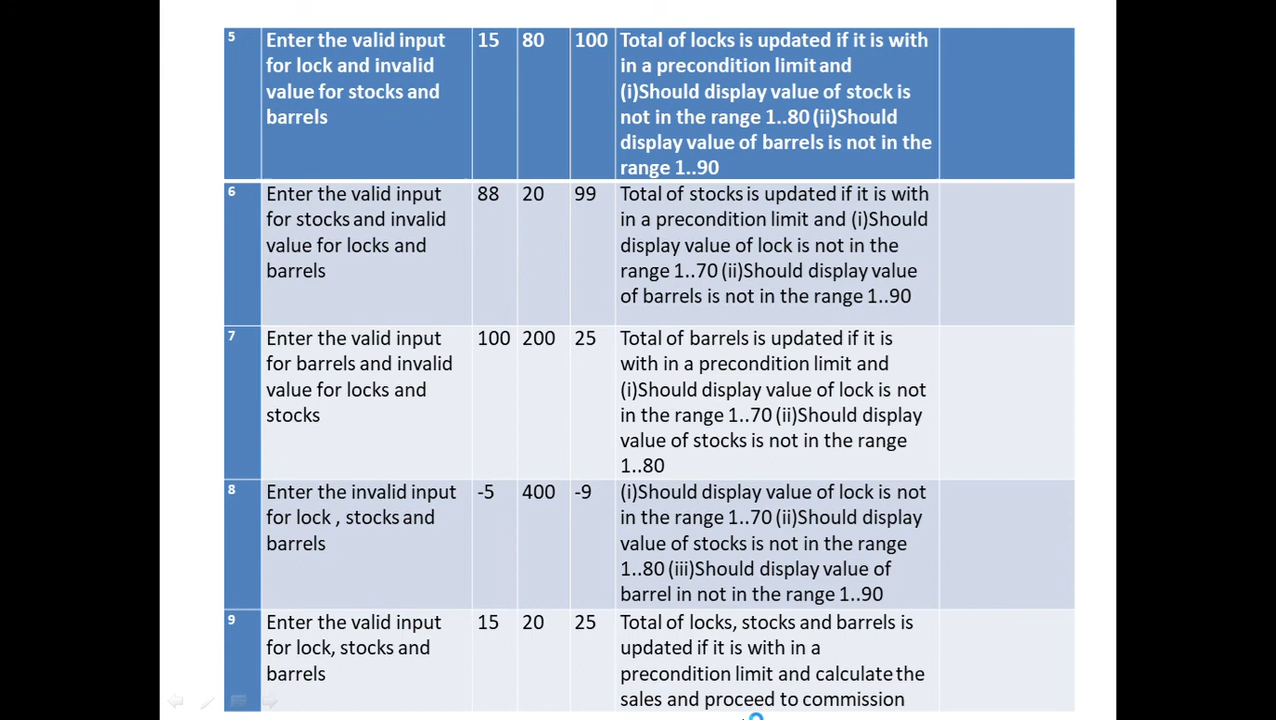 5 Enter the valid input 15 80 100 Total of locks is updated if it is with
for lock and invalid in a precondition limit and
value for stocks and (i)Should display value of stock is
barrels not in the range 1..80 (ii)Should
display value of barrels is not in the
range 1..90
6 Enter the valid input 88 20 99 Total of stocks is updated if it is with
for stocks and invalid in a precondition limit and (i)Should
value for locks and display value of lock is not in the
barrels range 1..70 (ii)Should display value
of barrels is not in the range 1..90
7 Enter the valid input 100 200 25 Total of barrels is updated if it is
for barrels and invalid with in a precondition limit and
value for locks and (i)Should display value of lock is not
stocks in the range 1..70 (ii)Should display
value of stocks is not in the range
1..80
8 Enter the invalid input -5 400 -9 (i)Should display value of lock is not
for lock , stocks and in the range 1..70 (ii)Should display
barrels value of stocks is not in the range
1..80 (iii)Should display value of
barrel in not in the range 1..90
9 Enter the valid input 15 20 25 Total of locks, stocks and barrels is
for lock, stocks and updated if it is with in a
barrels precondition limit and calculate the
sales and proceed to commission